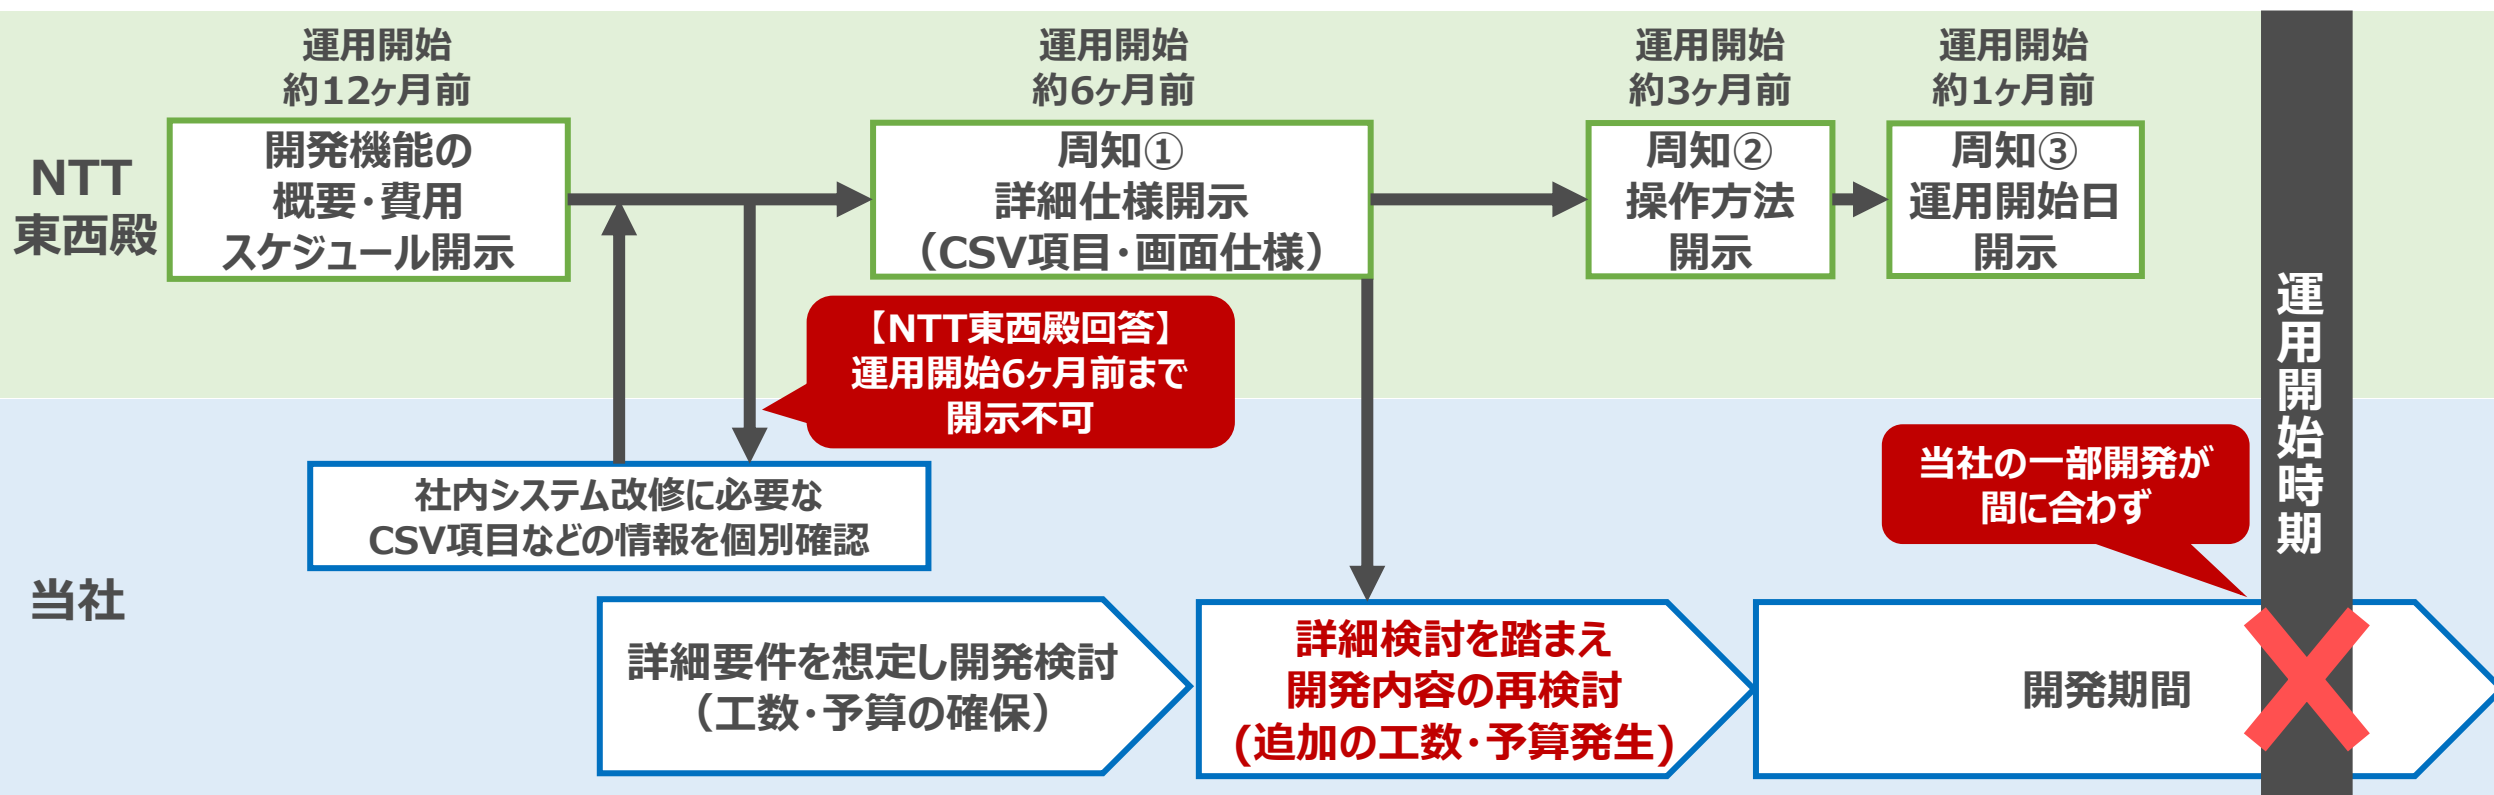 運用開始
約12ヶ月前
運用開始
約6ヶ月前
運用開始
約3ヶ月前
運用開始
約1ヶ月前
NTT
東西殿
開発機能の
概要・費用
スケジュール開示
周知①
詳細仕様開示
（CSV項目・画面仕様）
周知②
操作方法
開示
周知③
運用開始日
開示
【NTT東西殿回答】
運用開始6ヶ月前まで
開示不可
運用開始時期
当社の一部開発が
間に合わず
当社
社内システム改修に必要な
CSV項目などの情報を個別確認
詳細要件を想定し開発検討
（工数・予算の確保）
詳細検討を踏まえ
開発内容の再検討
(追加の工数・予算発生)
開発期間